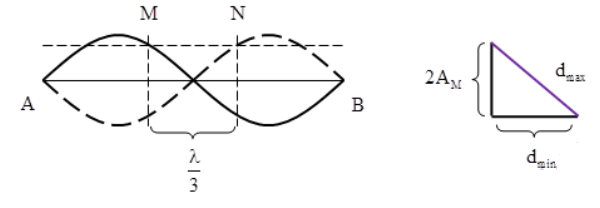 M N
A B
λ
3
2A_M
d_max
d_min